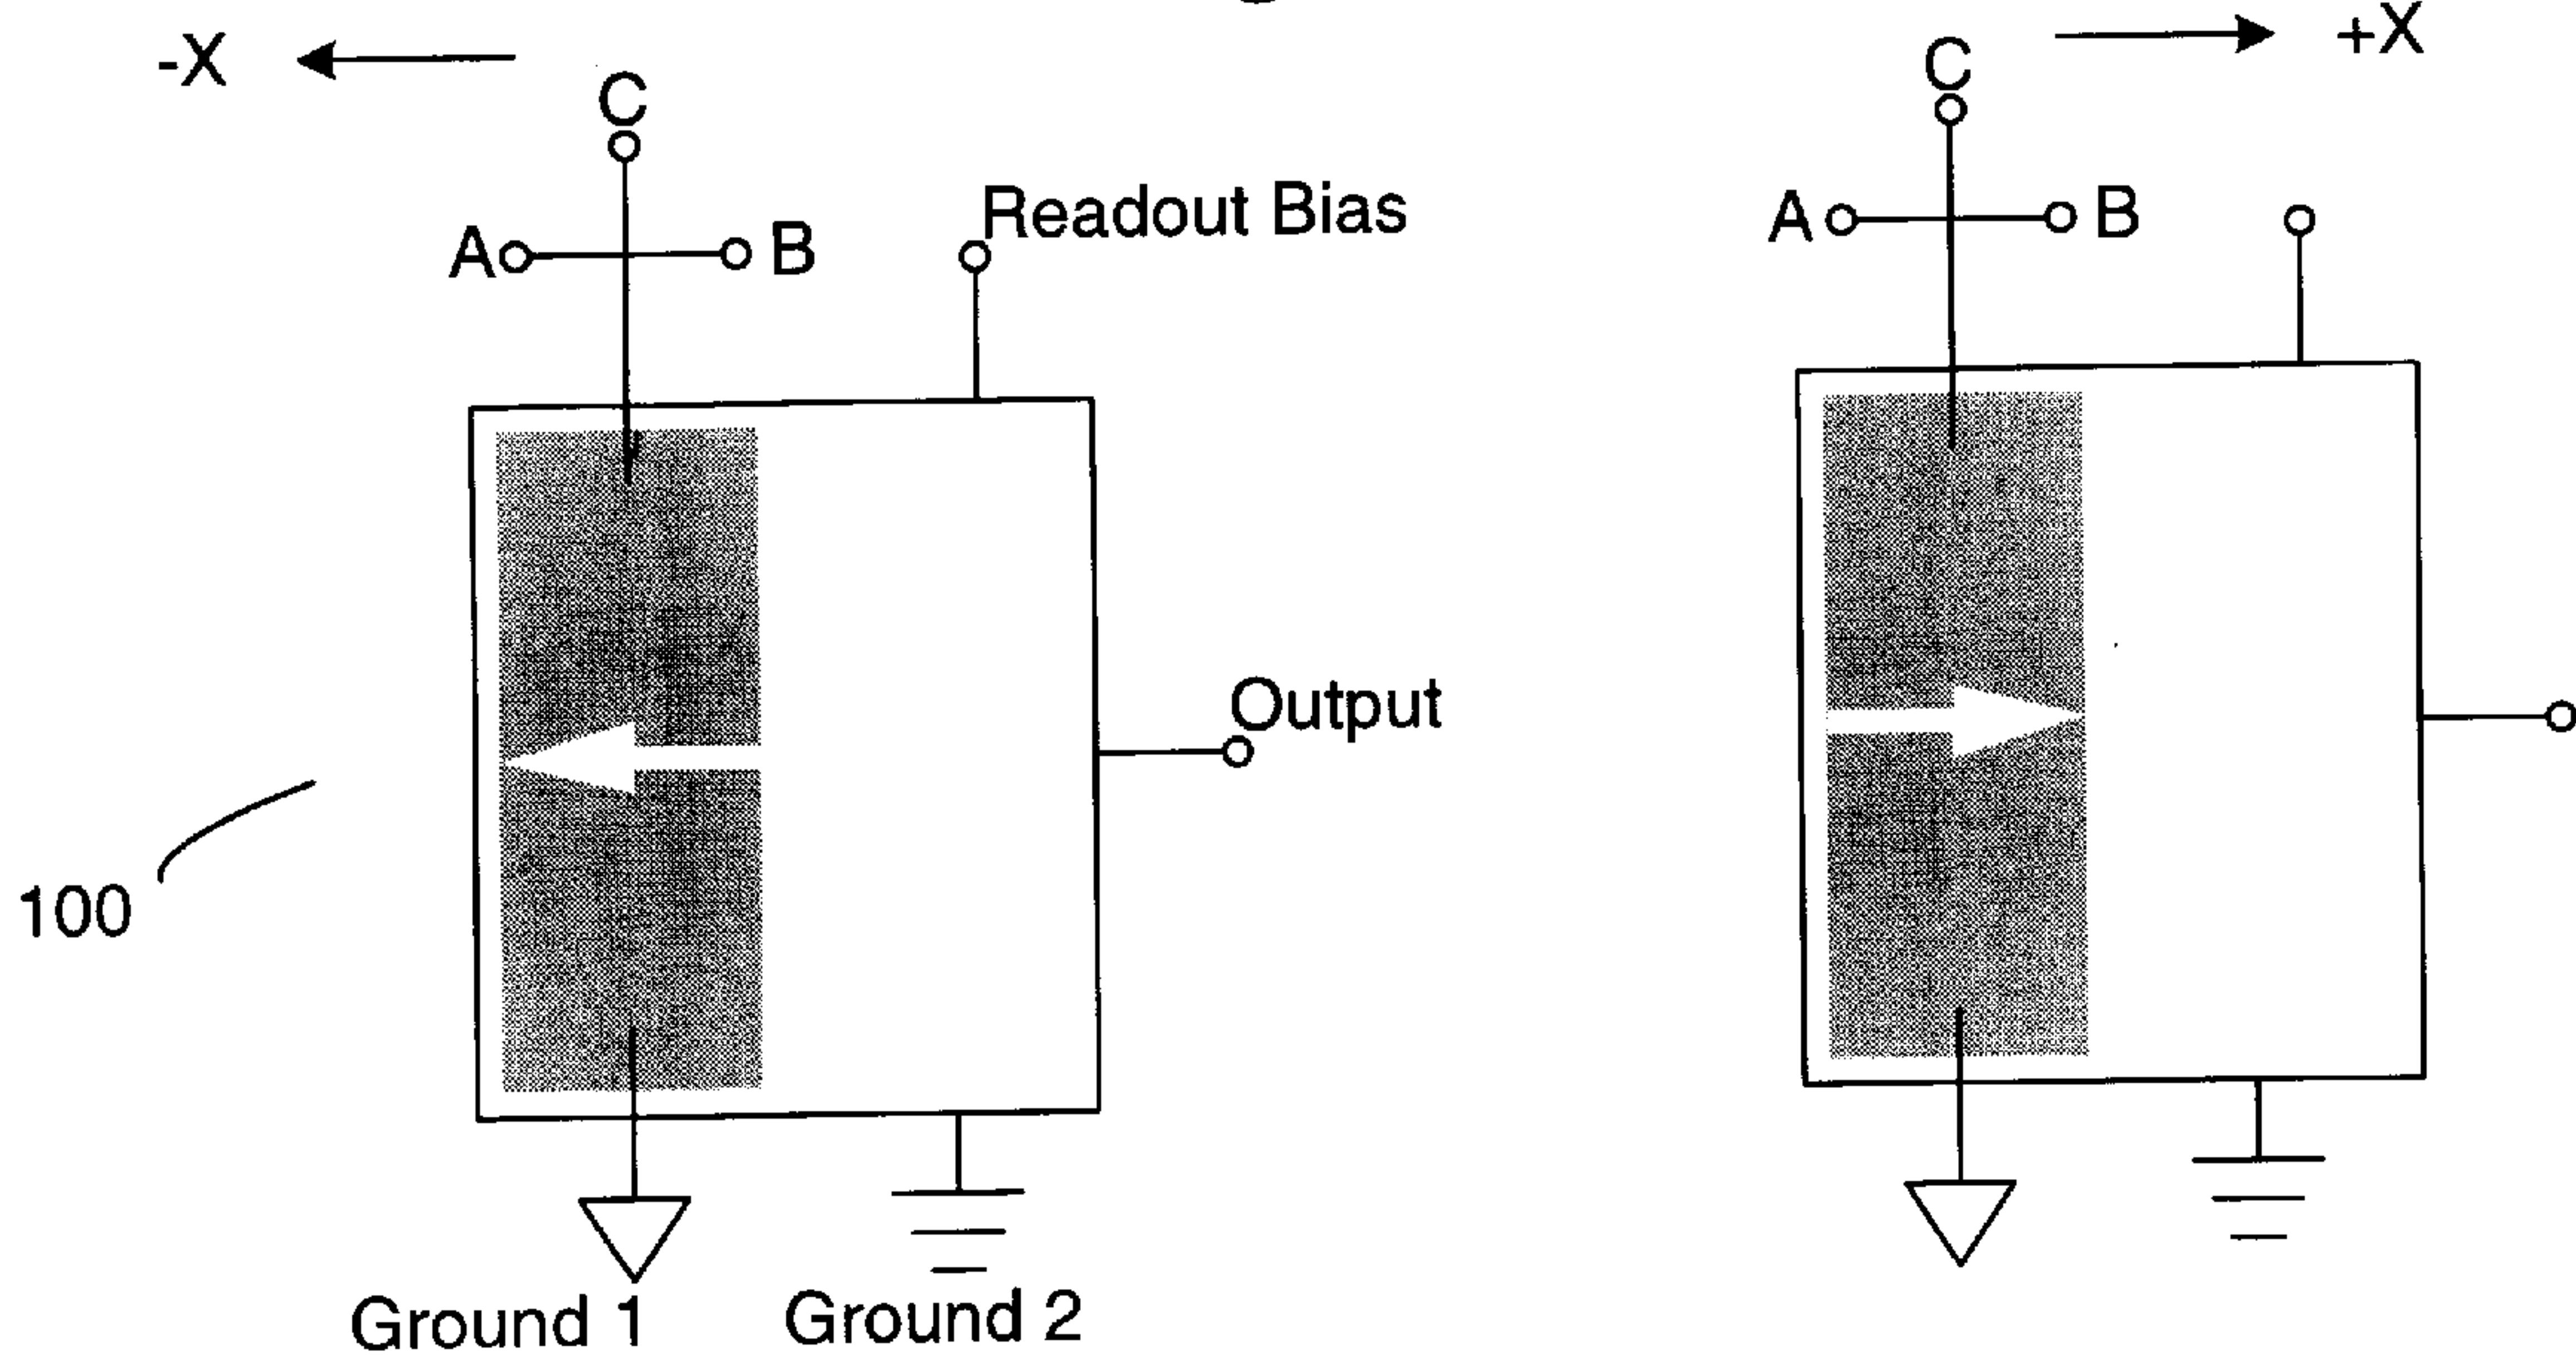 -X
C
A
B
Readout Bias
Output
100
Ground 1
Ground 2
+X
C
A
B